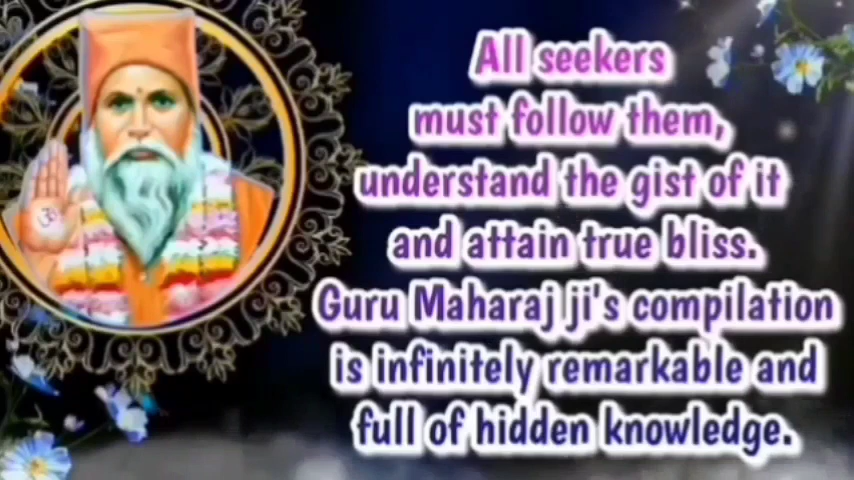 All seekers
must follow them,
understand the gist of it
and attain true bliss.
Guru Maharaj ji's compilation
is infinitely remarkable and
full of hidden knowledge.
ॐ